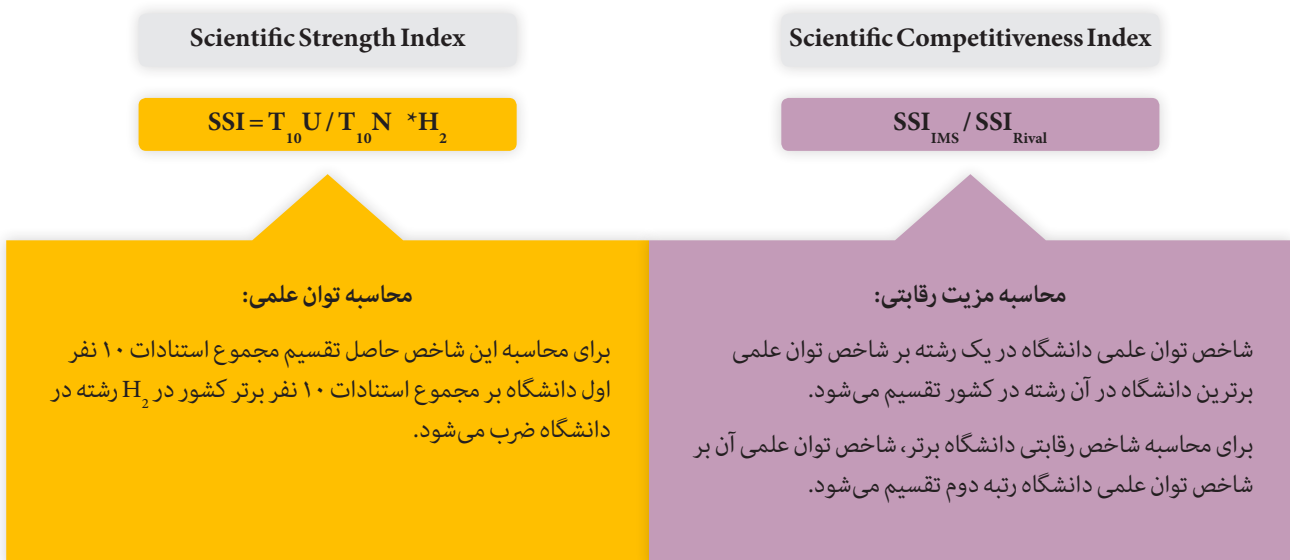 Scientific Strength Index
SSI = T₁₀U / T₁₀N *H₂
محاسبه توان علمی:
برای محاسبه این شاخص حاصل تقسیم مجموع استنادات ۱۰ نفر
اول دانشگاه بر مجموع استنادات ۱۰ نفر برتر کشور در H₂ رشته در
دانشگاه ضرب می‌شود.
Scientific Competitiveness Index
SSI_IMS / SSI_Rival
محاسبه مزیت رقابتی:
شاخص توان علمی دانشگاه در یک رشته بر شاخص توان علمی
برترین دانشگاه در آن رشته در کشور تقسیم می‌شود.
برای محاسبه شاخص رقابتی دانشگاه برتر، شاخص توان علمی آن بر
شاخص توان علمی دانشگاه رتبه دوم تقسیم می‌شود.